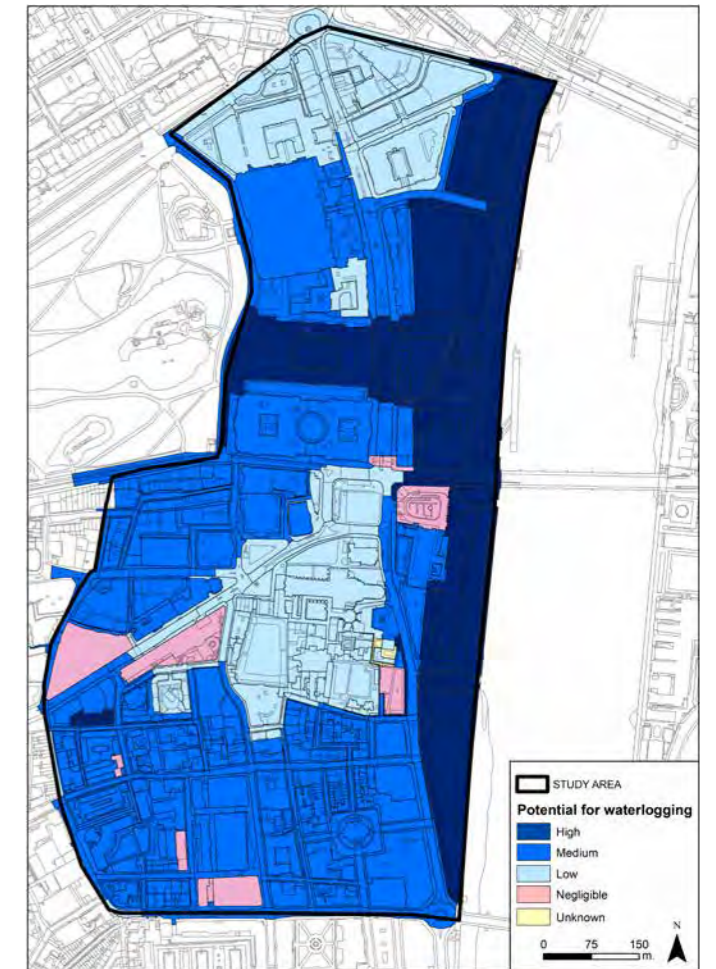 STUDY AREA
Potential for waterlogging
High
Medium
Low
Negligible
Unknown
N
0 75 150
m